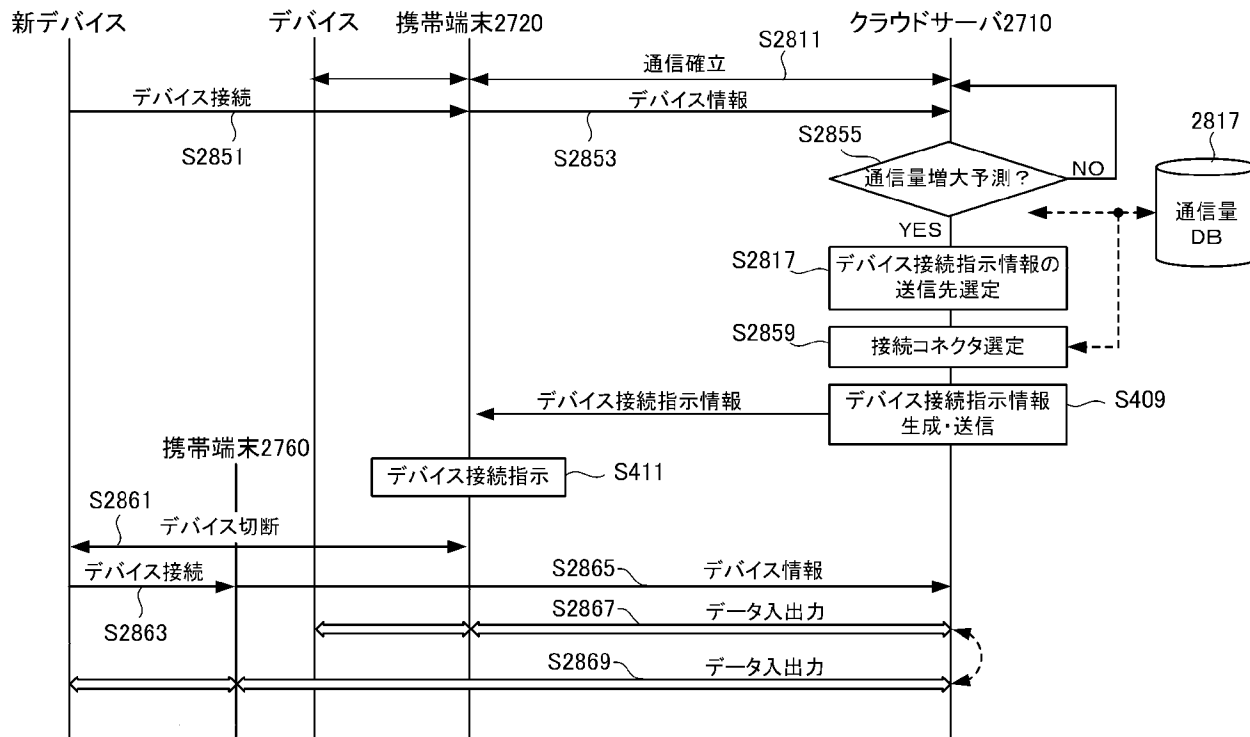 新デバイス
デバイス
携帯端末2720
クラウドサーバ2710
S2811
通信確立
デバイス接続
デバイス情報
S2851
S2853
S2855
2817
通信量増大予測？
NO
通信量
DB
YES
S2817
デバイス接続指示情報の
送信先選定
S2859
接続コネクタ選定
デバイス接続指示情報
デバイス接続指示情報
生成・送信
S409
携帯端末2760
デバイス接続指示
S411
S2861
デバイス切断
デバイス接続
S2865
デバイス情報
S2863
S2867
データ入出力
S2869
データ入出力